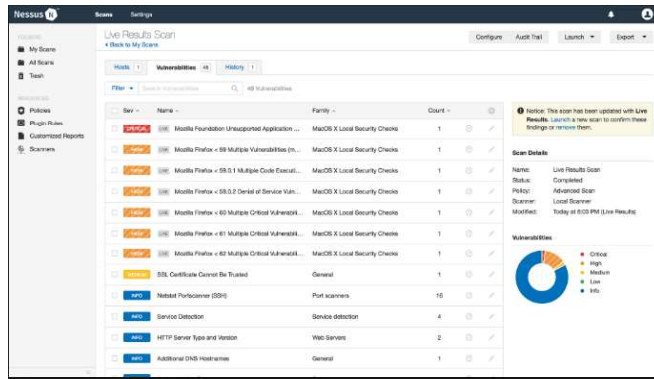 Nessus N
Scans Settings
FOLDERS
My Scans
All Scans
Trash
RESOURCES
Policies
Plugin Rules
Customized Reports
Scanners
Live Results Scan
Back to My Scans
Configure Audit Trail Launch Export
Hosts 1 Vulnerabilities 48 History 1
Filter Search Vulnerabilities 48 Vulnerabilities
Sev Name Family Count
CRITICAL LIVE Mozilla Foundation Unsupported Application ... MacOS X Local Security Checks 1
HIGH LIVE Mozilla Firefox < 59 Multiple Vulnerabilities (m... MacOS X Local Security Checks 1
HIGH LIVE Mozilla Firefox < 59.0.1 Multiple Code Executi... MacOS X Local Security Checks 1
HIGH LIVE Mozilla Firefox < 59.0.2 Denial of Service Vuln... MacOS X Local Security Checks 1
HIGH LIVE Mozilla Firefox < 60 Multiple Critical Vulnerabili... MacOS X Local Security Checks 1
HIGH LIVE Mozilla Firefox < 61 Multiple Critical Vulnerabili... MacOS X Local Security Checks 1
HIGH LIVE Mozilla Firefox < 62 Multiple Critical Vulnerabili... MacOS X Local Security Checks 1
MEDIUM SSL Certificate Cannot Be Trusted General 1
INFO Netstat Portscanner (SSH) Port scanners 16
INFO Service Detection Service detection 4
INFO HTTP Server Type and Version Web Servers 2
INFO Additional DNS Hostnames General 1
Notice: This scan has been updated with Live
Results. Launch a new scan to confirm these
findings or remove them.
Scan Details
Name: Live Results Scan
Status: Completed
Policy: Advanced Scan
Scanner: Local Scanner
Modified: Today at 5:03 PM (Live Results)
Vulnerabilities
Critical
High
Medium
Low
Info